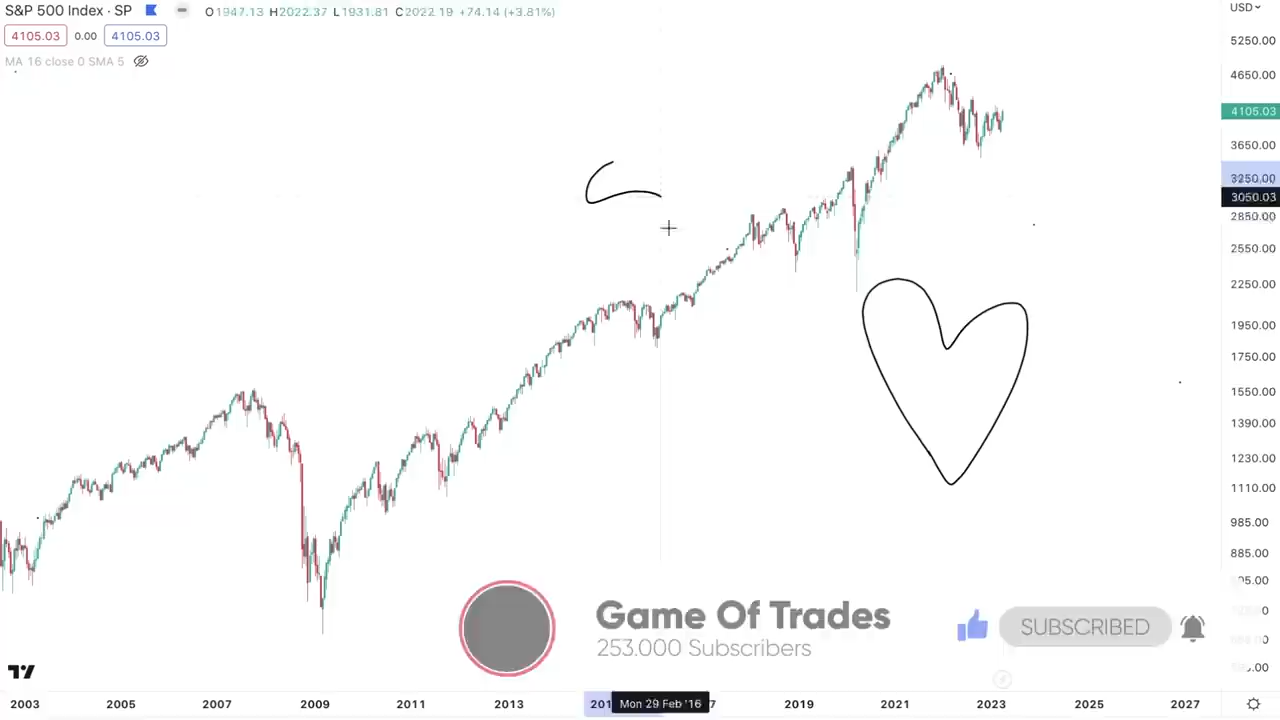 S&P 500 Index · SP
O1947.13 H2022.37 L1931.81 C2022.19 +74.14 (+3.81%)
USD
4105.03 0.00 4105.03
MA 16 close 0 SMA 5
5250.00
4650.00
4105.03
3650.00
3250.00
3050.03
2850.00
2550.00
2250.00
1950.00
1750.00
1550.00
1390.00
1230.00
1110.00
985.00
885.00
Game Of Trades
253.000 Subscribers
SUBSCRIBED
2003 2005 2007 2009 2011 2013 Mon 29 Feb '16 2019 2021 2023 2025 2027